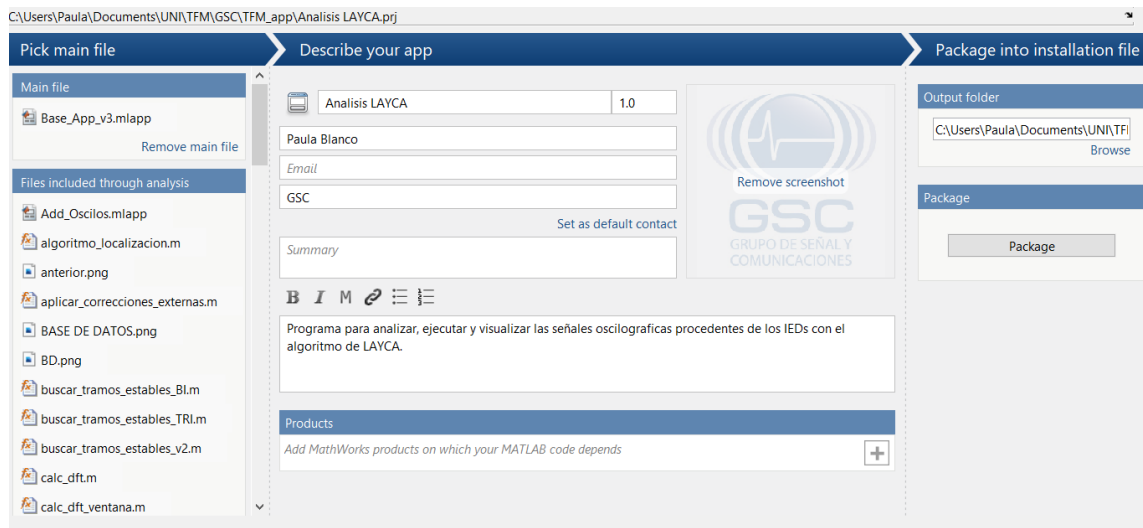 C:\Users\Paula\Documents\UNI\TFM\GSC\TFM_app\Analisis LAYCA.prj
Pick main file
Describe your app
Package into installation file
Main file
Base_App_v3.mlapp
Remove main file
Files included through analysis
Add_Oscilos.mlapp
algoritmo_localizacion.m
anterior.png
aplicar_correcciones_externas.m
BASE DE DATOS.png
BD.png
buscar_tramos_estables_BI.m
buscar_tramos_estables_TRI.m
buscar_tramos_estables_v2.m
calc_dft.m
calc_dft_ventana.m
Analisis LAYCA
1.0
Paula Blanco
Email
GSC
Set as default contact
Summary
Remove screenshot
GSC
GRUPO DE SEÑAL Y
COMUNICACIONES
B I M
Programa para analizar, ejecutar y visualizar las señales oscilograficas procedentes de los IEDs con el
algoritmo de LAYCA.
Products
Add MathWorks products on which your MATLAB code depends
Output folder
C:\Users\Paula\Documents\UNI\TF
Browse
Package
Package